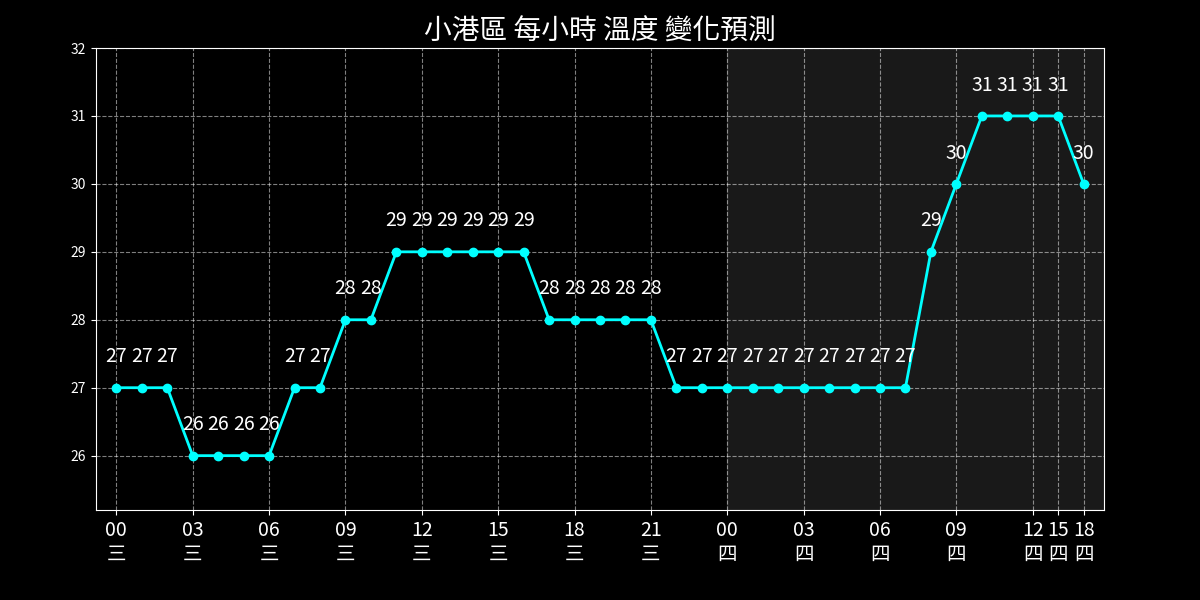 小港區 每小時 溫度 變化預測
32
31 31 31 31
31
30 30
30
29 29 29 29 29 29 29
29
28 28 28 28 28 28 28
28
27 27 27 27 27 27 27 27 27 27 27 27 27 27 27
27
26 26 26 26
26
00 03 06 09 12 15 18 21 00 03 06 09 12 15 18
三 三 三 三 三 三 三 三 四 四 四 四 四 四 四